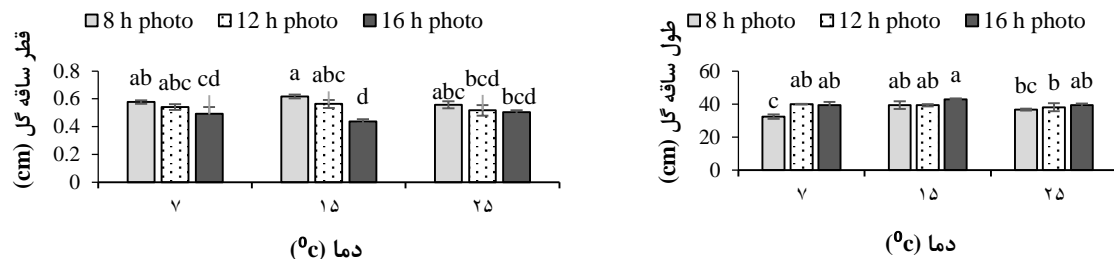 8 h photo 12 h photo 16 h photo
قطر ساقه گل (cm)
0.8
0.6
0.4
0.2
0
ab abc cd a abc d abc bcd bcd
۷ ۱۵ ۲۵
دما (⁰c)
8 h photo 12 h photo 16 h photo
طول ساقه گل (cm)
60
40
20
0
c ab ab ab ab a bc b ab
۷ ۱۵ ۲۵
دما (⁰c)